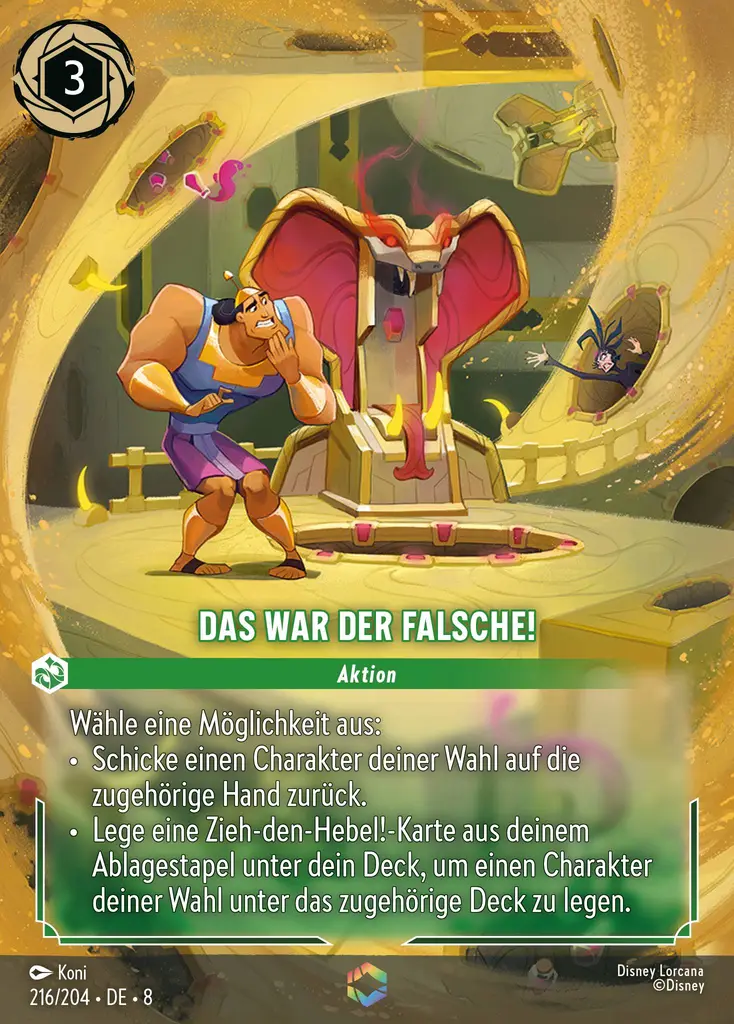 3
DAS WAR DER FALSCHE!
Aktion
Wähle eine Möglichkeit aus:
• Schicke einen Charakter deiner Wahl auf die
zugehörige Hand zurück.
• Lege eine Zieh-den-Hebel!-Karte aus deinem
Ablagestapel unter dein Deck, um einen Charakter
deiner Wahl unter das zugehörige Deck zu legen.
Koni
Disney Lorcana
216/204 • DE • 8
©Disney